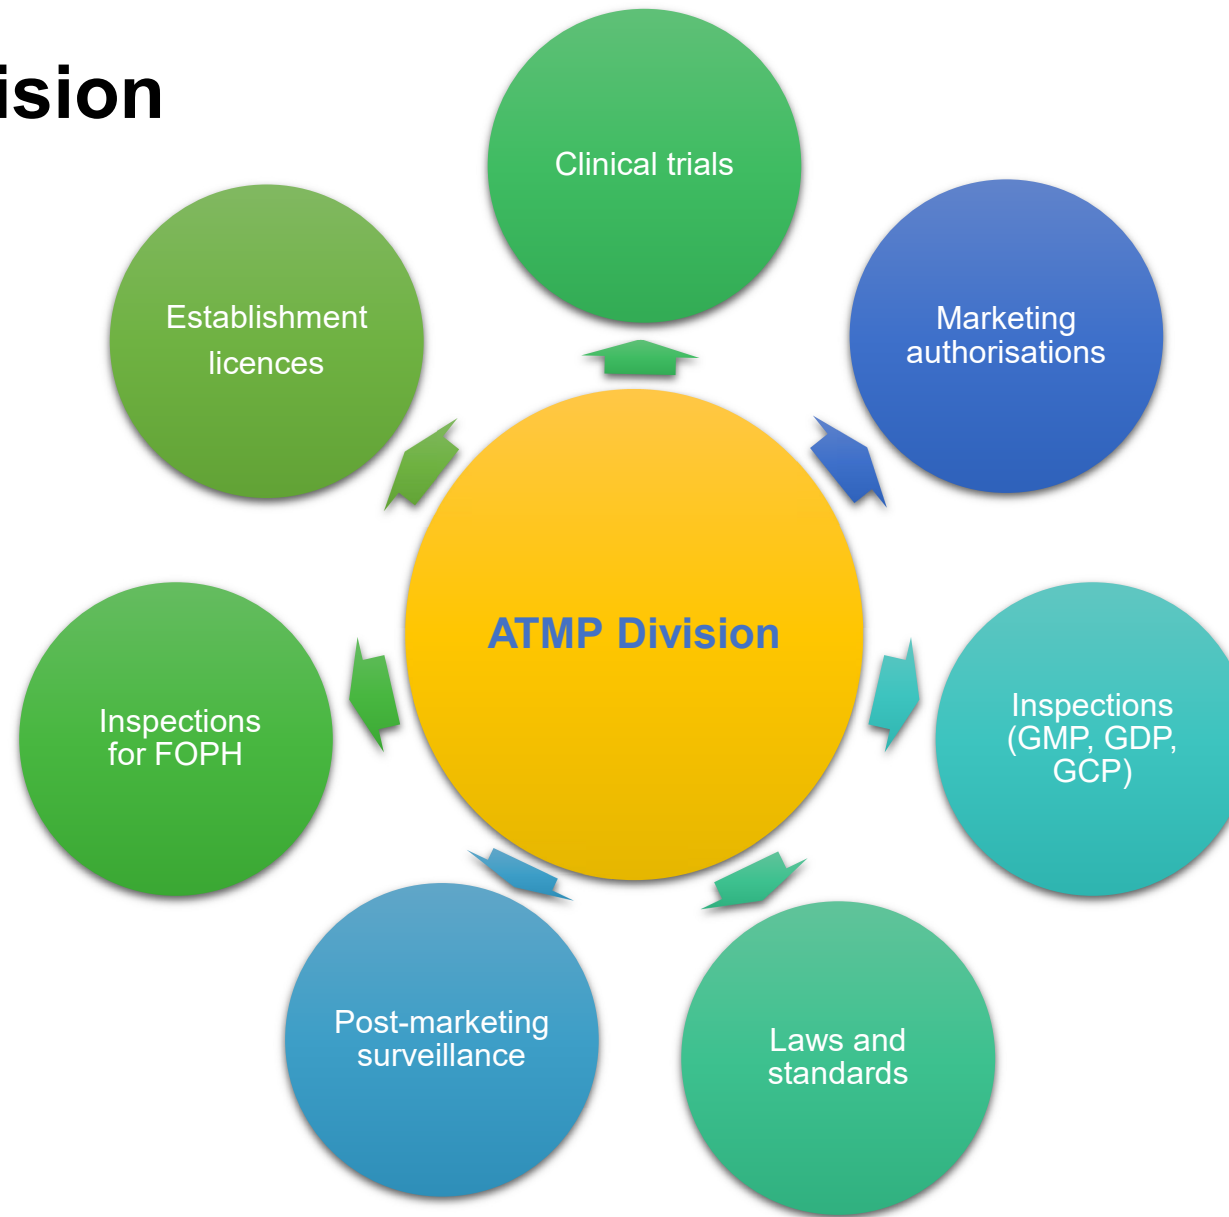 ision
Clinical trials
Marketing
authorisations
Inspections
(GMP, GDP,
GCP)
Laws and
standards
Post-marketing
surveillance
Inspections
for FOPH
Establishment
licences
ATMP Division